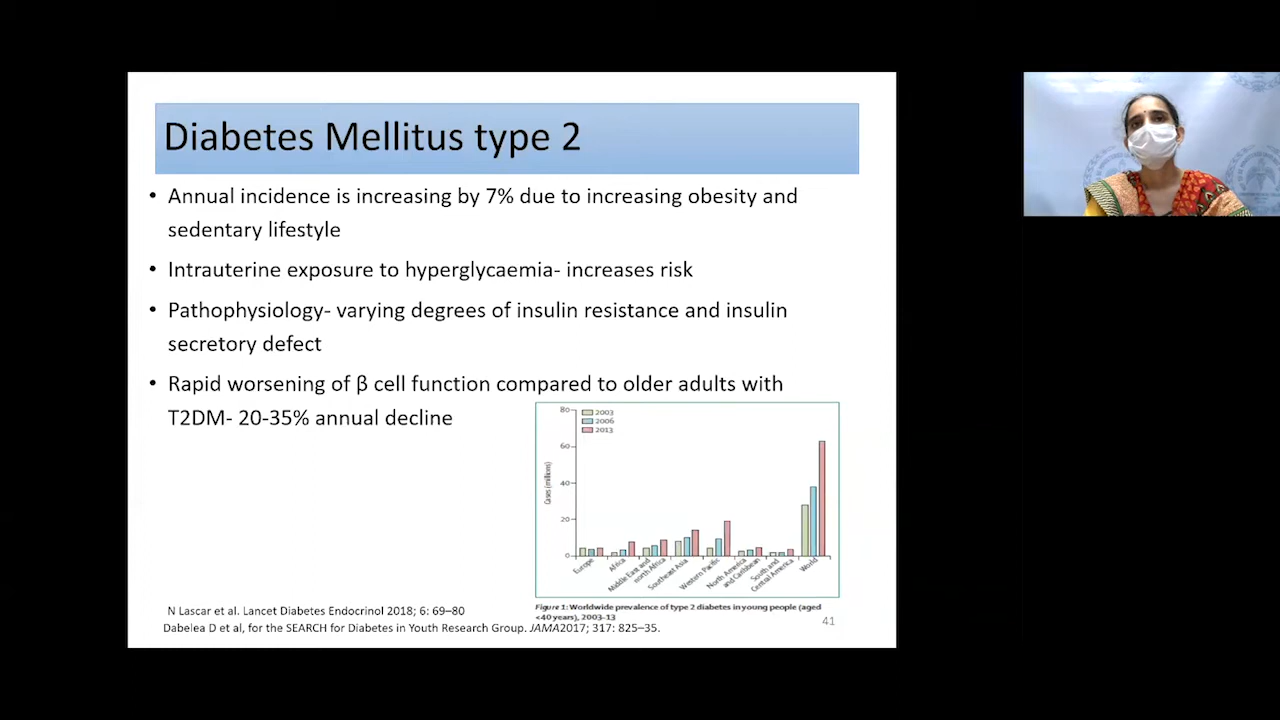 Diabetes Mellitus type 2
• Annual incidence is increasing by 7% due to increasing obesity and
sedentary lifestyle
• Intrauterine exposure to hyperglycaemia- increases risk
• Pathophysiology- varying degrees of insulin resistance and insulin
secretory defect
• Rapid worsening of β cell function compared to older adults with
T2DM- 20-35% annual decline
80
60
40
20
0
Cases (millions)
2003
2006
2013
Europe
Africa
Middle East and
north Africa
Southeast Asia
Western Pacific
North America
and Caribbean
South and
Central America
World
Figure 1: Worldwide prevalence of type 2 diabetes in young people (aged
<40 years), 2003–13
N Lascar et al. Lancet Diabetes Endocrinol 2018; 6: 69–80
Dabelea D et al, for the SEARCH for Diabetes in Youth Research Group. JAMA2017; 317: 825–35.
41